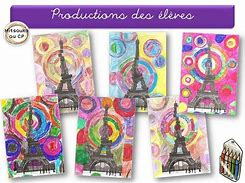 Productions des élèves
Mitsouko
au CP